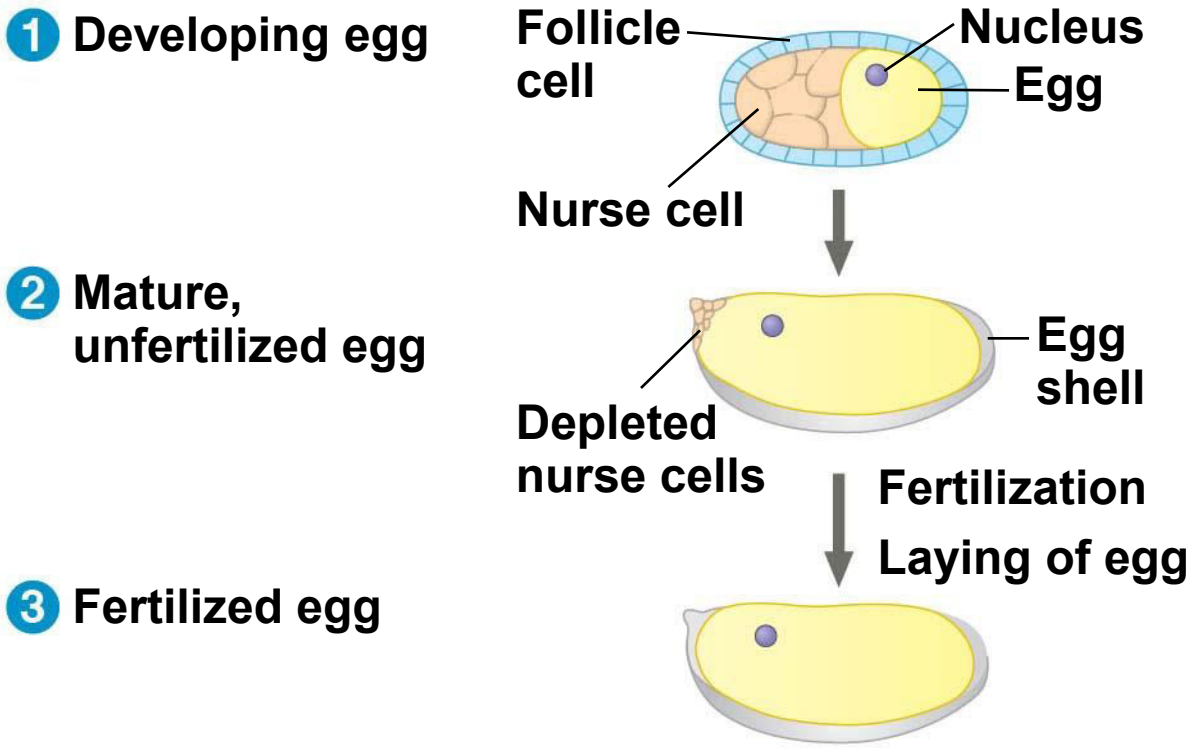 1 Developing egg
Follicle
cell
Nucleus
Egg
Nurse cell
2 Mature,
unfertilized egg
Egg
shell
Depleted
nurse cells
Fertilization
Laying of egg
3 Fertilized egg